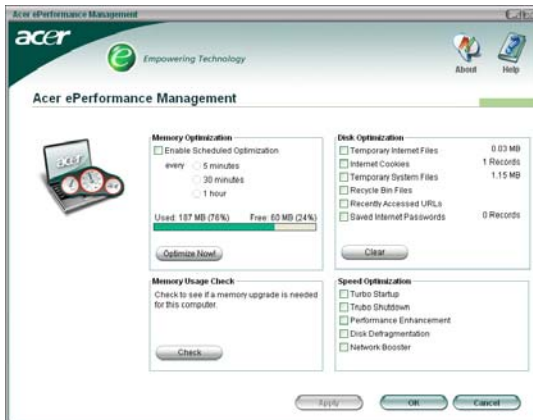 Acer ePerformance Management
acer
e
Empowering Technology
About
Help
Acer ePerformance Management
Memory Optimization
Enable Scheduled Optimization
every
5 minutes
30 minutes
1 hour
Used: 187 MB (76%) Free: 60 MB (24%)
Optimize Now!
Disk Optimization
Temporary Internet Files 0.03 MB
Internet Cookies 1 Records
Temporary System Files 1.15 MB
Recycle Bin Files
Recently Accessed URLs
Saved Internet Passwords 0 Records
Clear
Memory Usage Check
Check to see if a memory upgrade is needed
for this computer.
Check
Speed Optimization
Turbo Startup
Trubo Shutdown
Performance Enhancement
Disk Defragmentation
Network Booster
Apply
OK
Cancel